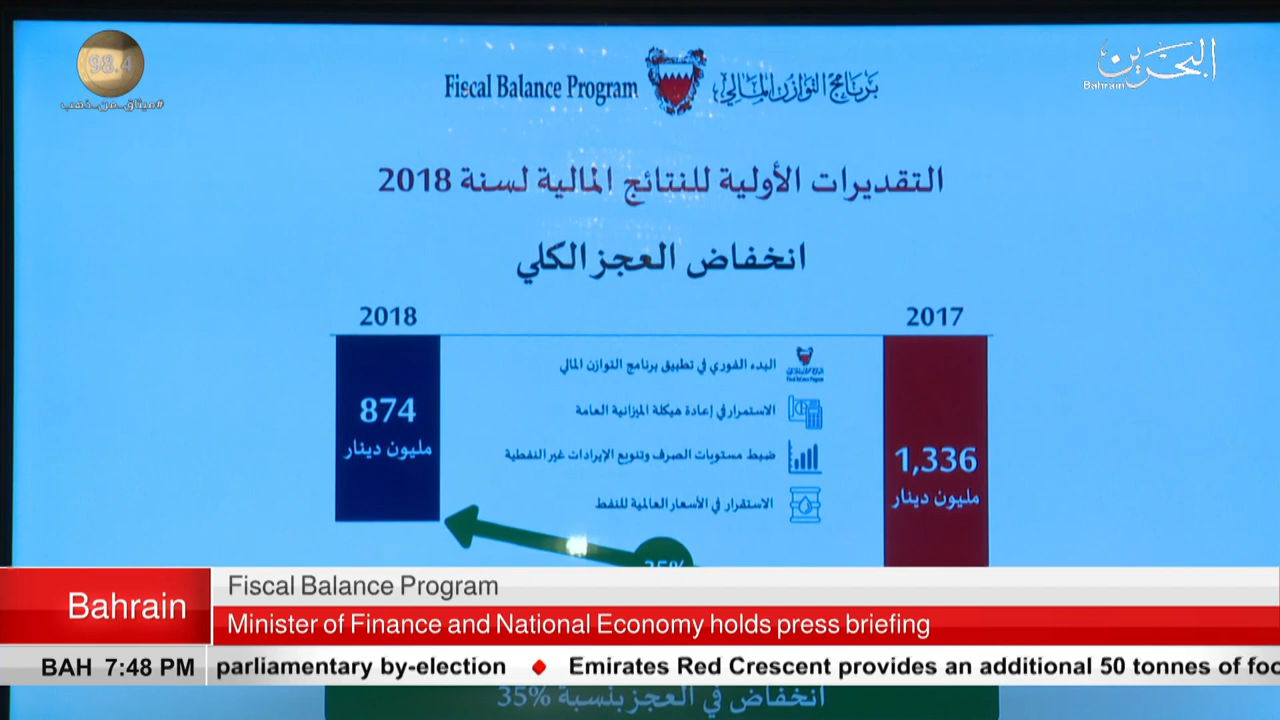 98.4
#ميثاق_من_ذهب
البحرين
Bahrain
Fiscal Balance Program
برنامج التوازن المالي
التقديرات الأولية للنتائج المالية لسنة 2018
انخفاض العجز الكلي
2018
2017
البدء الفوري في تطبيق برنامج التوازن المالي
الاستمرار في إعادة هيكلة الميزانية العامة
ضبط مستويات الصرف وتنويع الإيرادات غير النفطية
الاستقرار في الأسعار العالمية للنفط
874
مليون دينار
1,336
مليون دينار
35%
Bahrain
Fiscal Balance Program
Minister of Finance and National Economy holds press briefing
BAH 7:48 PM
parliamentary by-election
Emirates Red Crescent provides an additional 50 tonnes of foo
انخفاض في العجز بنسبة 35%